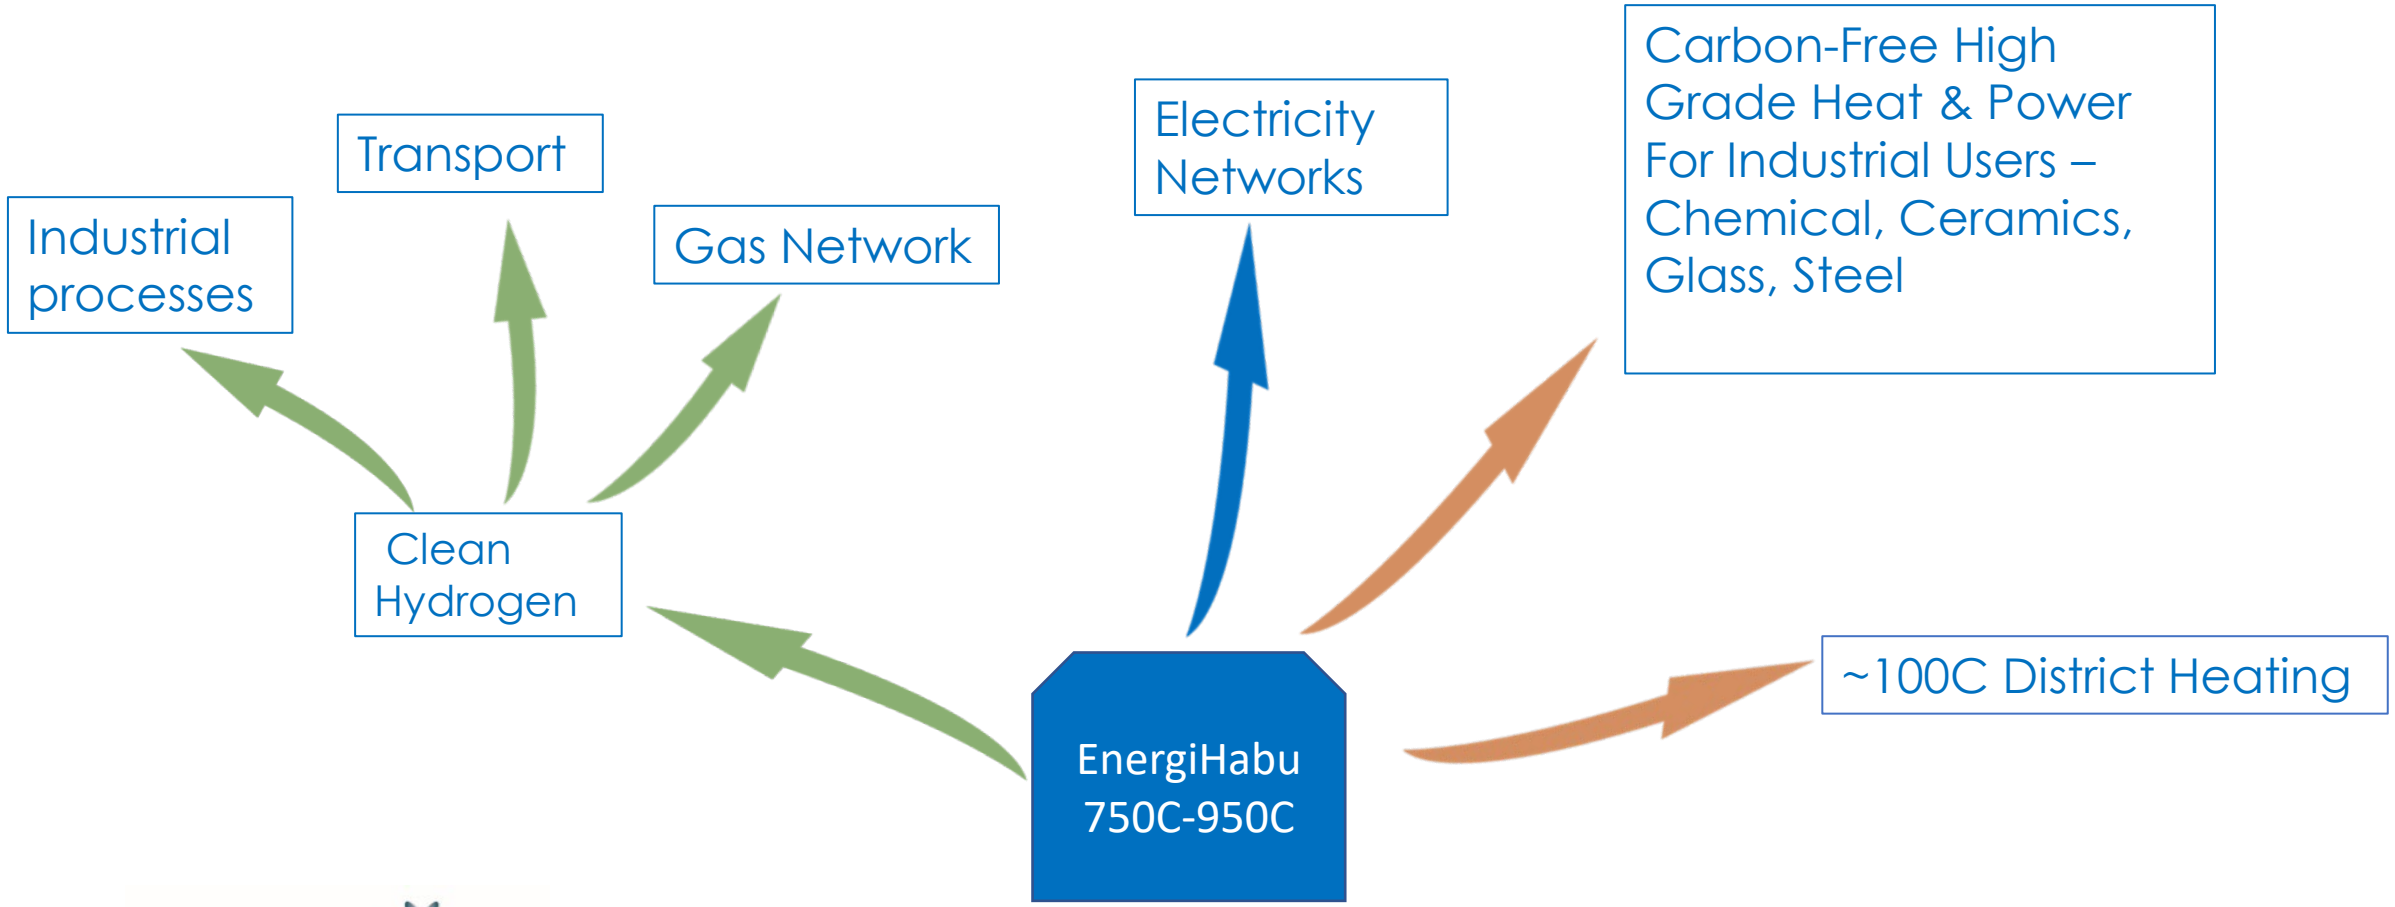 Industrial
processes
Transport
Gas Network
Clean
Hydrogen
Electricity
Networks
Carbon-Free High
Grade Heat & Power
For Industrial Users –
Chemical, Ceramics,
Glass, Steel
~100C District Heating
EnergiHabu
750C-950C